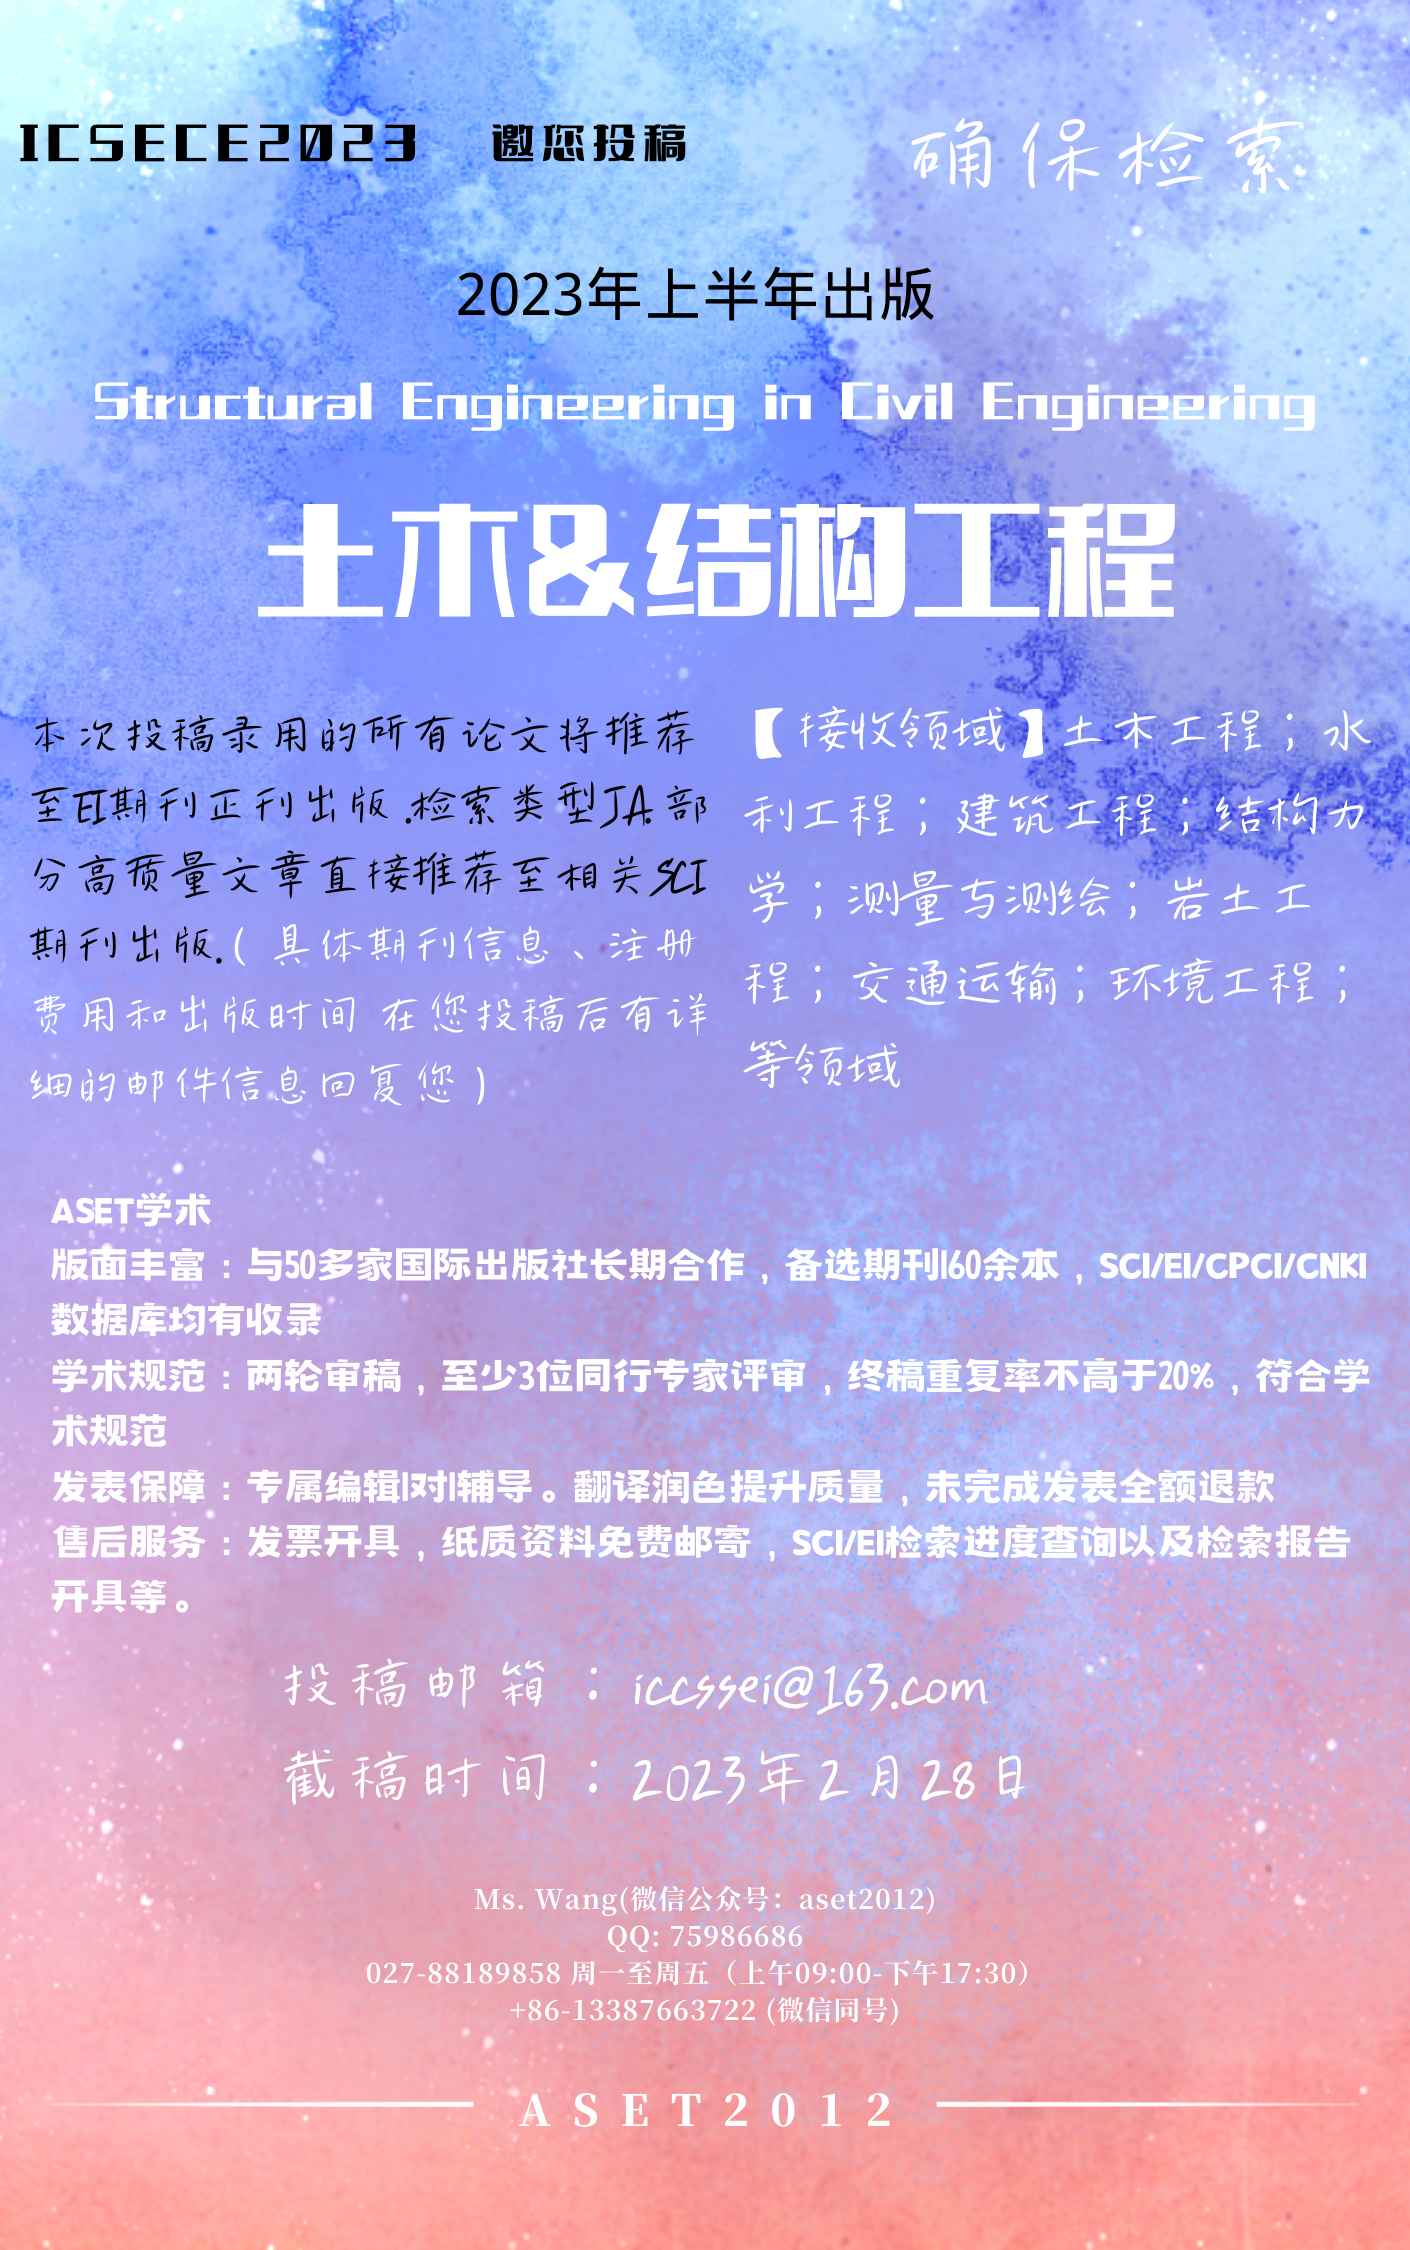 ICSECE2023 邀您投稿
确保检索
2023年上半年出版
Structural Engineering in Civil Engineering
土木&结构工程
本次投稿录用的所有论文将推荐
至EI期刊正刊出版.检索类型JA.部
分高质量文章直接推荐至相关SCI
期刊出版.(具体期刊信息、注册
费用和出版时间 在您投稿后有详
细的邮件信息回复您)
【接收领域】土木工程；水
利工程；建筑工程；结构力
学；测量与测绘；岩土工
程；交通运输；环境工程；
等领域
ASET学术
版面丰富：与50多家国际出版社长期合作，备选期刊160余本，SCI/EI/CPCI/CNKI
数据库均有收录
学术规范：两轮审稿，至少3位同行专家评审，终稿重复率不高于20%，符合学
术规范
发表保障：专属编辑1对1辅导。翻译润色提升质量，未完成发表全额退款
售后服务：发票开具，纸质资料免费邮寄，SCI/EI检索进度查询以及检索报告
开具等。
投稿邮箱：iccssei@163.com
截稿时间：2023年2月28日
Ms. Wang(微信公众号：aset2012)
QQ: 75986686
027-88189858 周一至周五（上午09:00-下午17:30）
+86-13387663722 (微信同号)
ASET2012